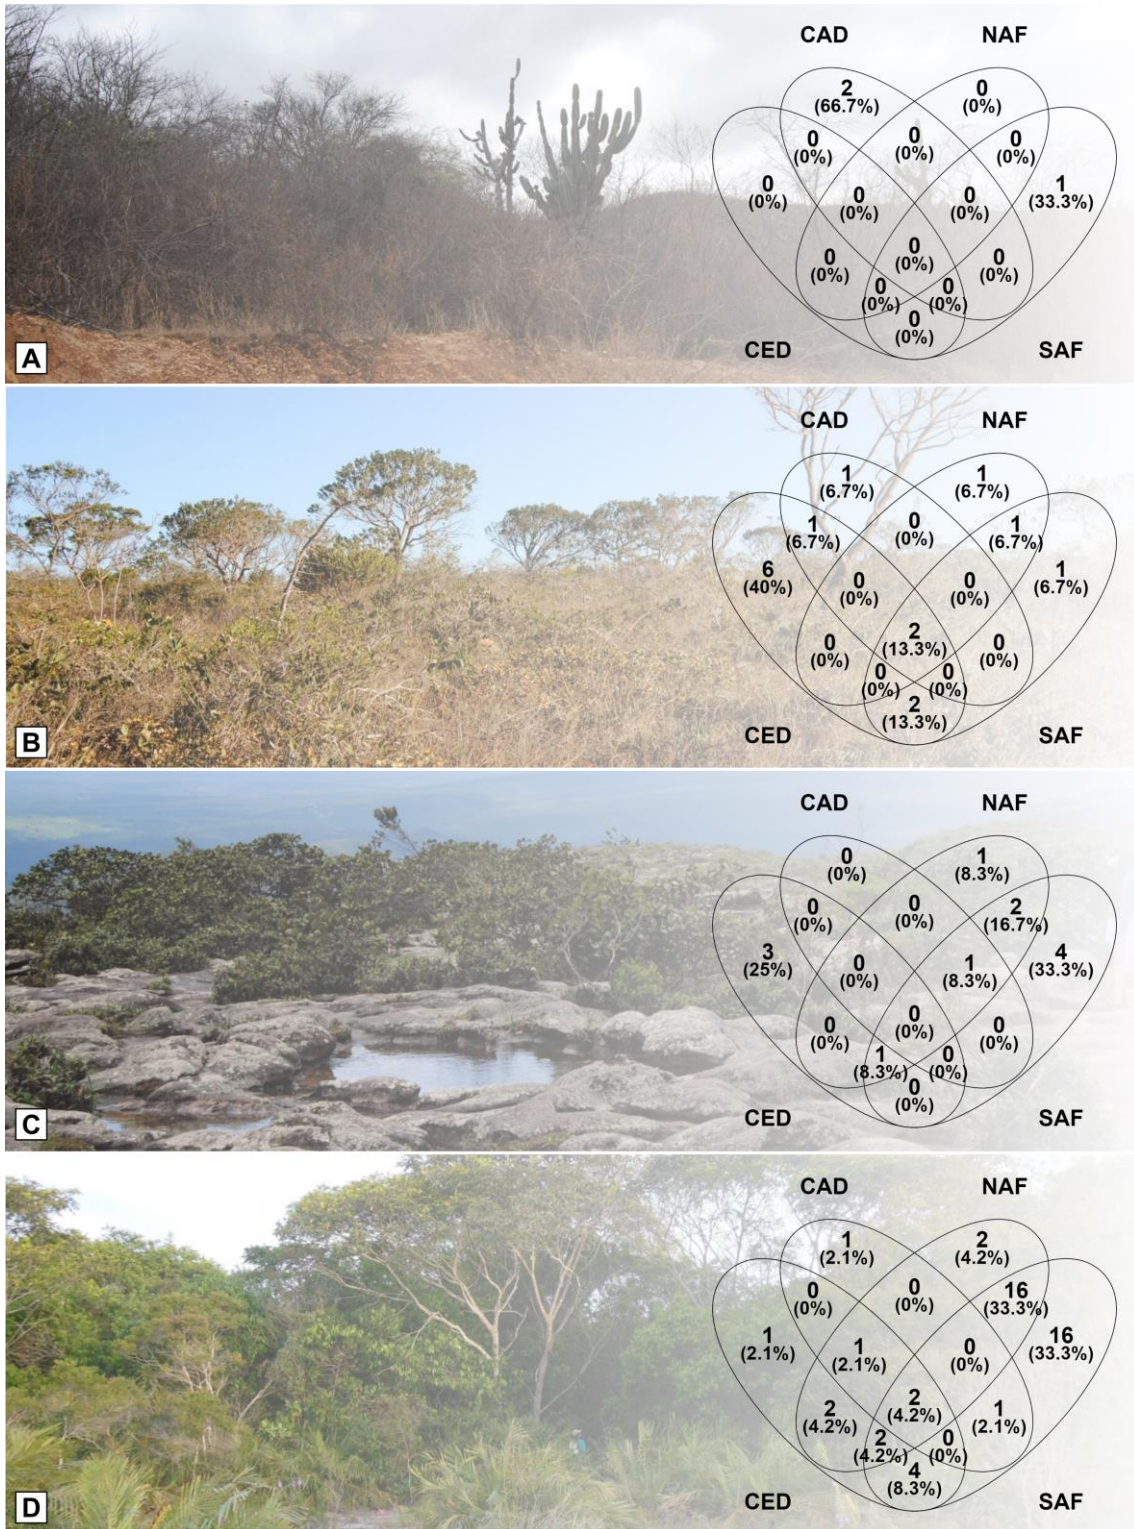 CAD NAF
2 0
(66.7%) (0%)
0 0 0
(0%) (0%) (0%)
0 0 0 1
(0%) (0%) (0%) (33.3%)
0 0 0
(0%) (0%) (0%)
0 0
(0%) (0%)
0
(0%)
A CED SAF
CAD NAF
1 1
(6.7%) (6.7%)
1 0 1
(6.7%) (0%) (6.7%)
6 0 0 1
(40%) (0%) (0%) (6.7%)
0 2 0
(0%) (13.3%) (0%)
0 0
(0%) (0%)
2
(13.3%)
B CED SAF
CAD NAF
0 1
(0%) (8.3%)
0 0 2
(0%) (0%) (16.7%)
3 0 1 4
(25%) (0%) (8.3%) (33.3%)
0 0 0
(0%) (0%) (0%)
1 0
(8.3%) (0%)
0
(0%)
C CED SAF
CAD NAF
1 2
(2.1%) (4.2%)
0 0 16
(0%) (0%) (33.3%)
1 1 0 16
(2.1%) (2.1%) (0%) (33.3%)
2 2 1
(4.2%) (4.2%) (2.1%)
2 0
(4.2%) (0%)
4
(8.3%)
D CED SAF